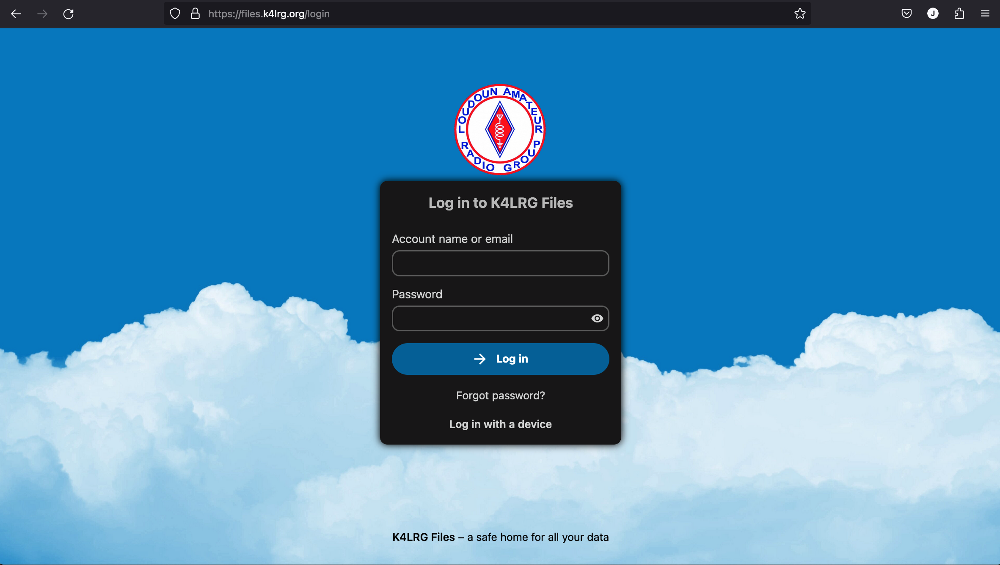 https://files.k4lrg.org/login
J
LOUDOUN AMATEUR
RADIO GROUP
Log in to K4LRG Files
Account name or email
Password
Log in
Forgot password?
Log in with a device
K4LRG Files – a safe home for all your data